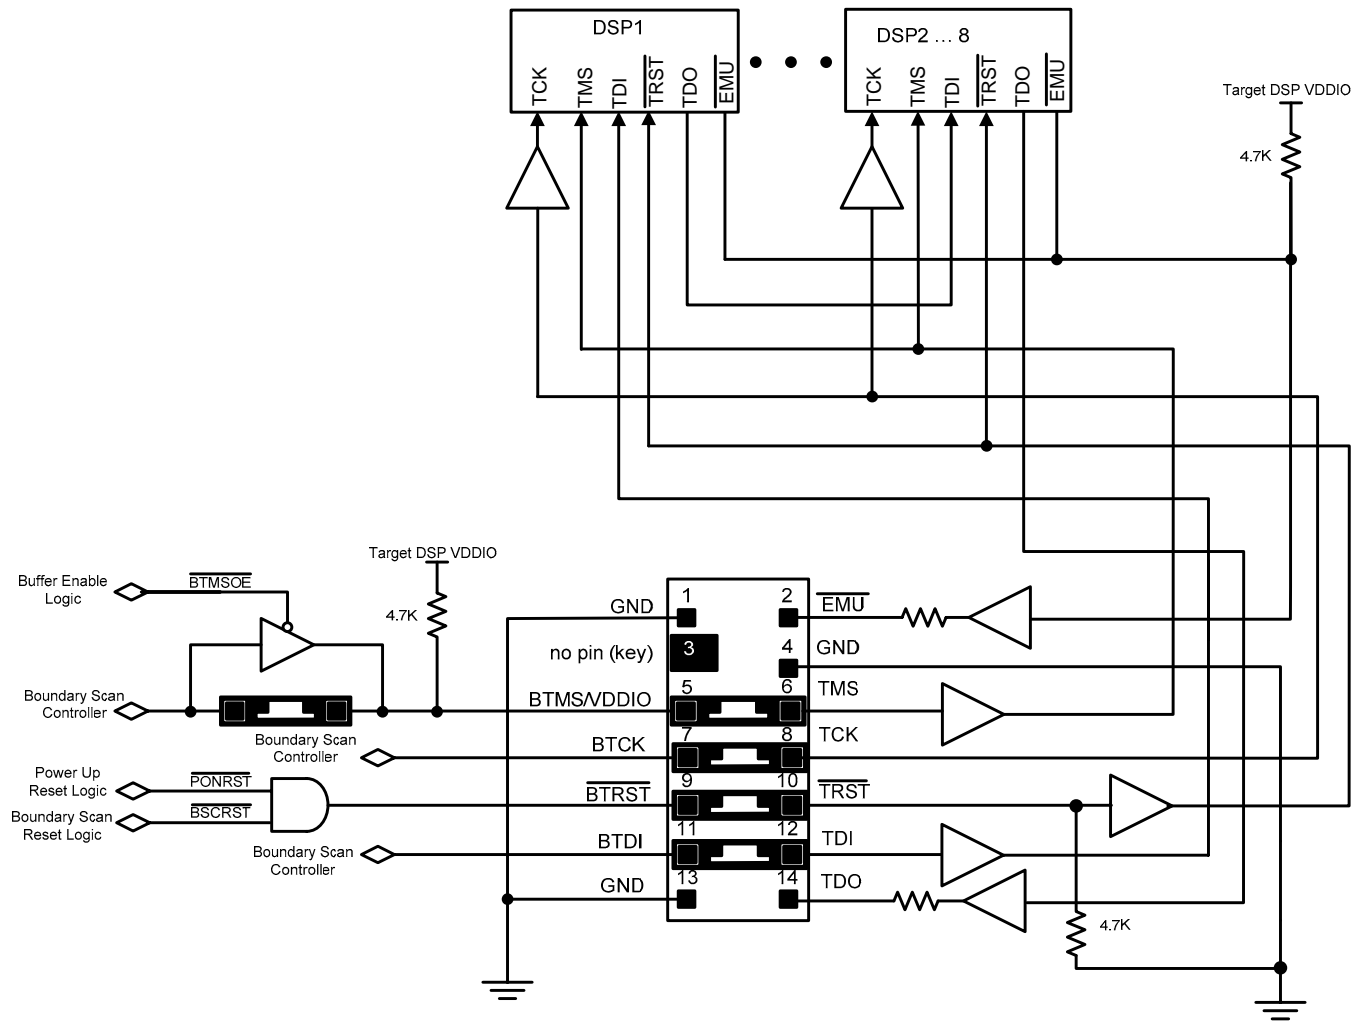 DSP1
DSP2 ... 8
TCK
TMS
TDI
TRST
TDO
EMU
TCK
TMS
TDI
TRST
TDO
EMU
Target DSP VDDIO
4.7K
Target DSP VDDIO
4.7K
Buffer Enable
Logic
BTMSOE
Boundary Scan
Controller
Boundary Scan
Controller
Power Up
Reset Logic
PONRST
Boundary Scan
Reset Logic
BSCRST
Boundary Scan
Controller
GND
1
2
EMU
no pin (key)
3
4
GND
BTMS/VDDIO
5
6
TMS
BTCK
7
8
TCK
BTRST
9
10
TRST
BTDI
11
12
TDI
GND
13
14
TDO
4.7K